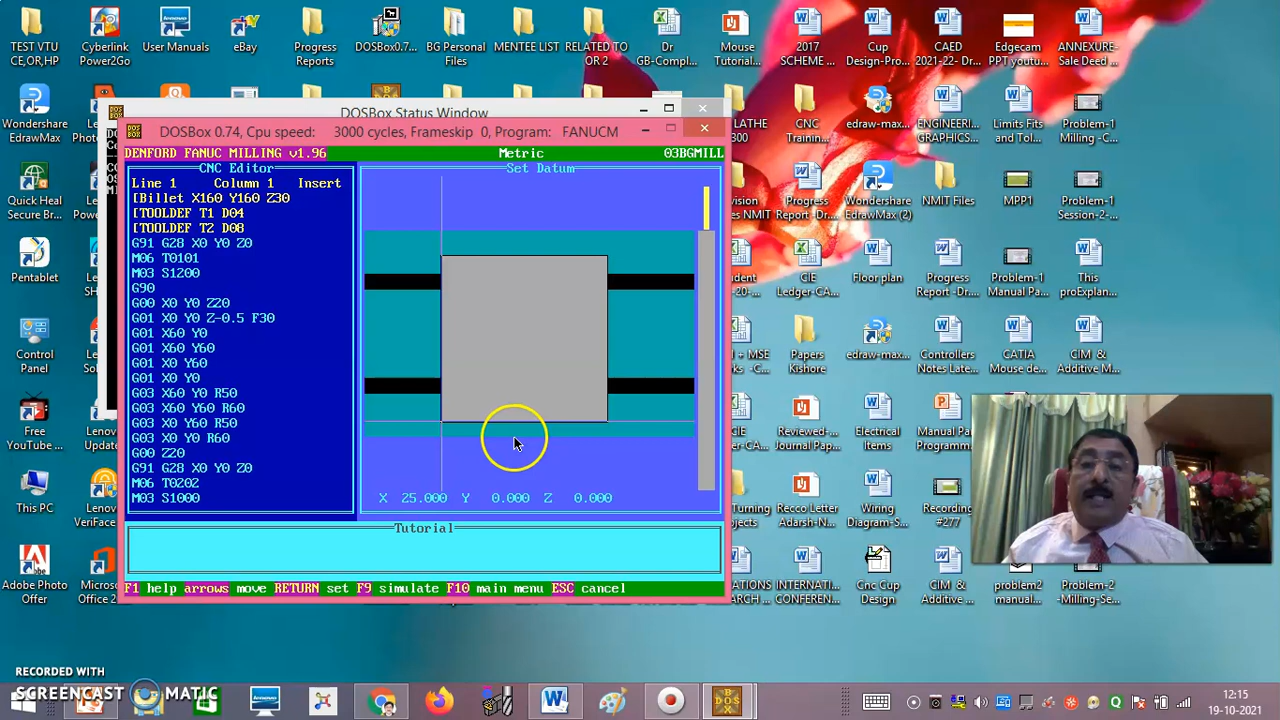 TEST VTU
CE,OR,HP
Cyberlink
Power2Go
User Manuals
eBay
Progress
Reports
DOSBox0.7...
BG Personal
Files
MENTEE LIST
RELATED TO
OR 2
Dr
GB-Compl...
Mouse
Tutorial...
2017
SCHEME ...
Cup
Design-Pro...
CAED
2021-22- Dr...
Edgecam
PPT youtu...
ANNEXURE-
Sale Deed ...
Wondershare
EdrawMax
CNC
Trainin...
edraw-max...
ENGINEERI...
GRAPHICS...
Limits Fits
and Tol...
Problem-1
Milling -C...
Quick Heal
Secure Br...
Wondershare
EdrawMax (2)
NMIT Files
MPP1
Problem-1
Session-2-...
Pentablet
CIE
Ledger-CA...
Floor plan
Progress
Report -Dr...
Problem-1
Manual Pa...
This
proExplan...
Control
Panel
Papers
Kishore
edraw-max...
Controllers
Notes Late...
CATIA
Mouse de...
CIM &
Additive M...
Free
YouTube ...
Reviewed-
Journal Pap...
Electrical
Items
Manual Pa
Programm...
This PC
Lenovo
VeriFace
Recco Letter
Adarsh-N...
Wiring
Diagram-S...
Recording
#277
Adobe Photo
Offer
INTERNATI...
CONFEREN...
Cnc Cup
Design
CIM &
Additive ...
problem2
manual...
Problem-2
-Milling-Se...
DOSBox Status Window
DOSBox 0.74, Cpu speed: 3000 cycles, Frameskip 0, Program: FANUCM
DENFORD FANUC MILLING v1.96 Metric 03BGMILL
CNC Editor
Set Datum
Line 1 Column 1 Insert
[Billet X160 Y160 Z30
[TOOLDEF T1 D04
[TOOLDEF T2 D08
G91 G28 X0 Y0 Z0
M06 T0101
M03 S1200
G90
G00 X0 Y0 Z20
G01 X0 Y0 Z-0.5 F30
G01 X60 Y0
G01 X60 Y60
G01 X0 Y60
G01 X0 Y0
G03 X60 Y0 R50
G03 X60 Y60 R60
G03 X0 Y60 R50
G03 X0 Y0 R60
G00 Z20
G91 G28 X0 Y0 Z0
M06 T0202
M03 S1000
X 25.000 Y 0.000 Z 0.000
Tutorial
F1 help arrows move RETURN set F9 simulate F10 main menu ESC cancel
RECORDED WITH
SCREENCAST MATIC
12:15
19-10-2021